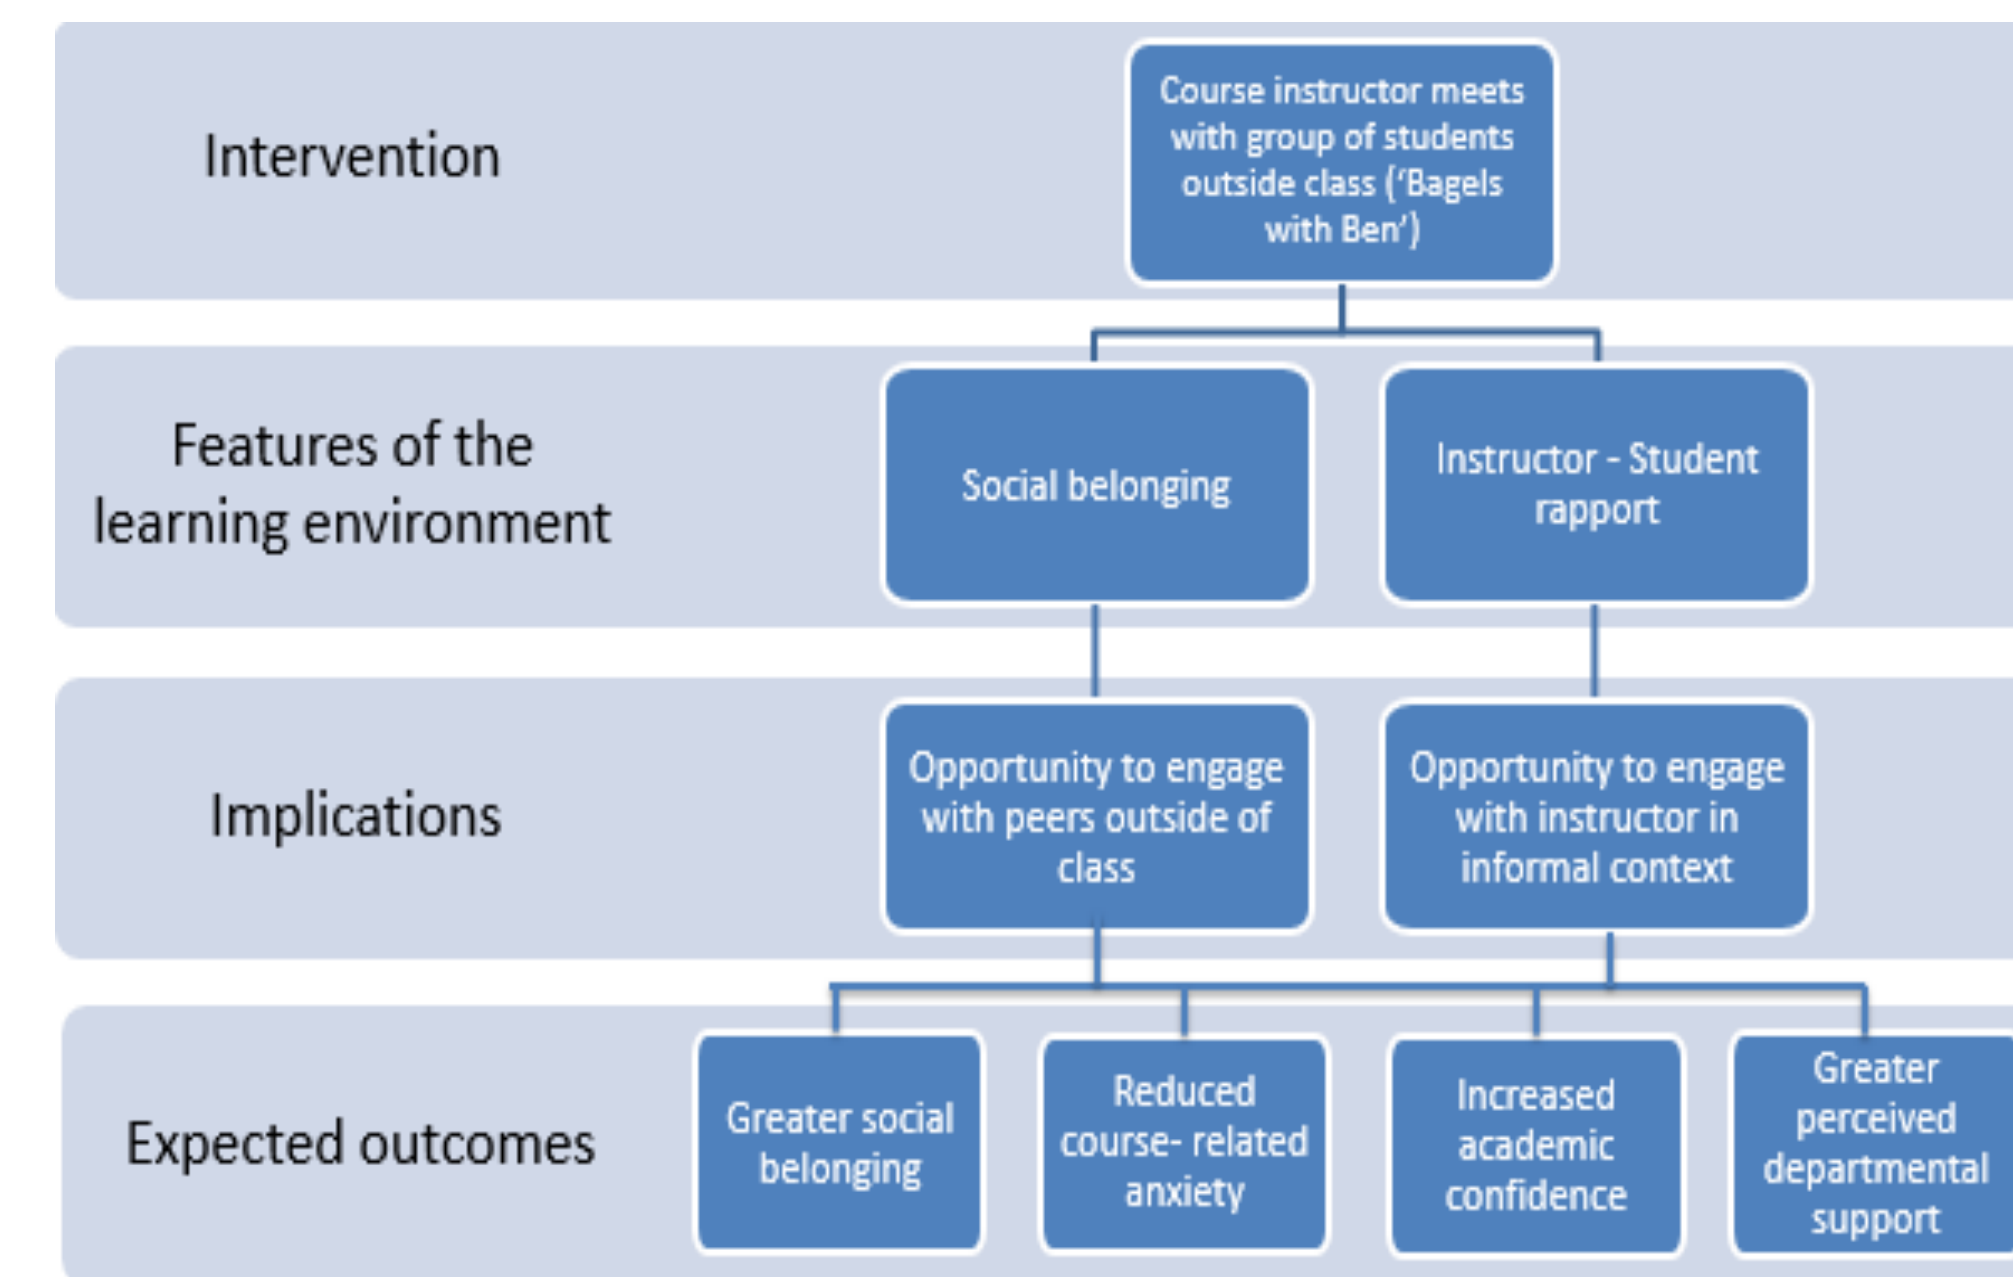 Intervention
Course instructor meets
with group of students
outside class (‘Bagels
with Ben’)
Features of the
learning environment
Social belonging
Instructor - Student
rapport
Implications
Opportunity to engage
with peers outside of
class
Opportunity to engage
with instructor in
informal context
Expected outcomes
Greater social
belonging
Reduced
course- related
anxiety
Increased
academic
confidence
Greater
perceived
departmental
support